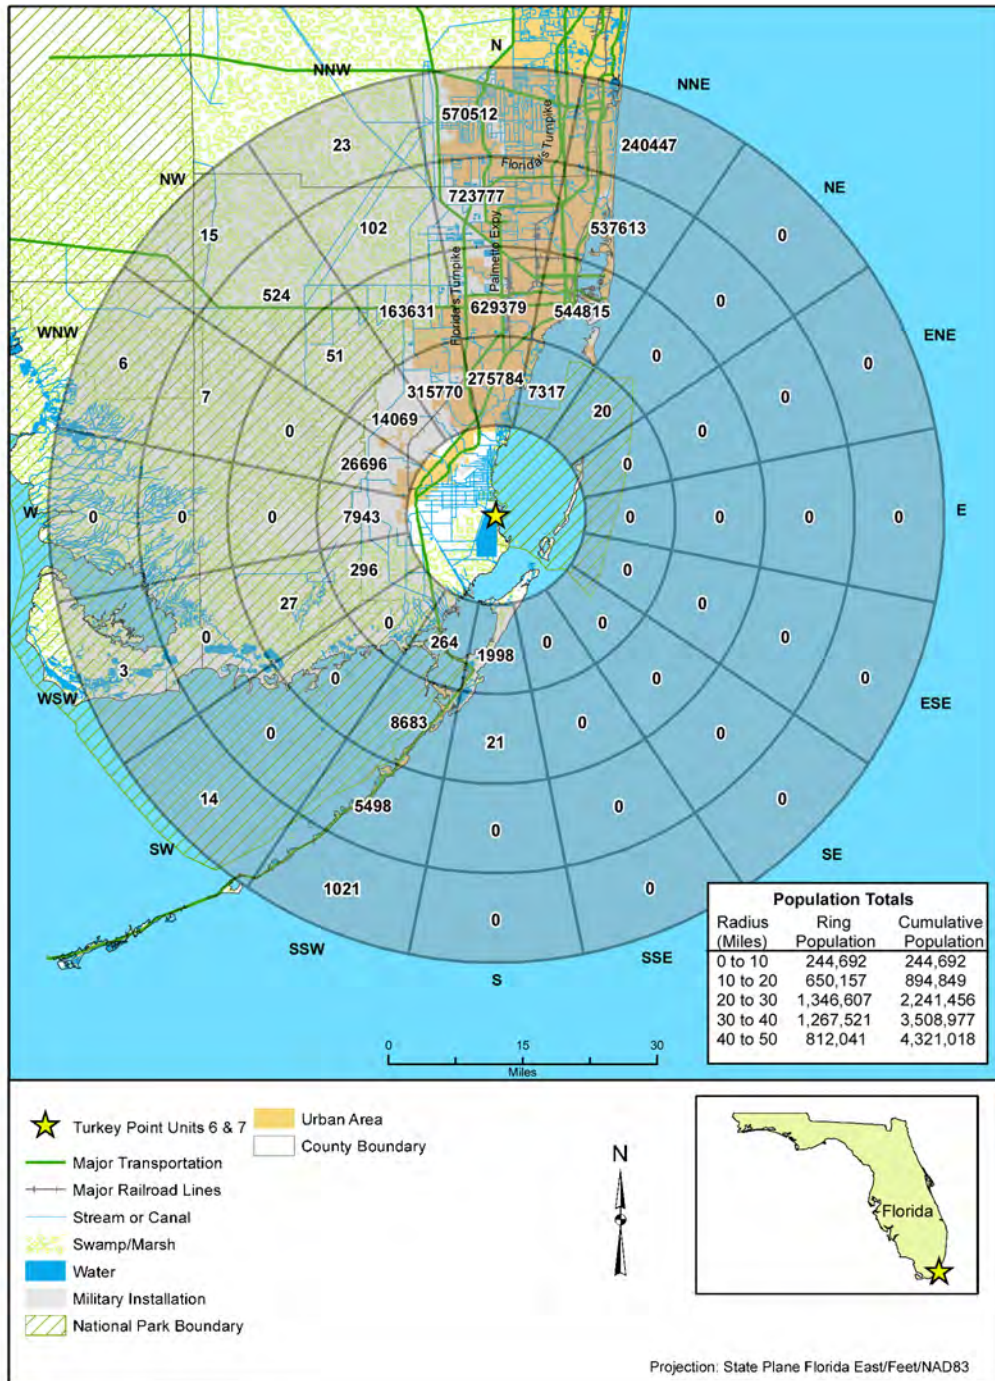 N
NNW
NNE
570512
23
240447
Florida's Turnpike
NW
NE
723777
102
537613
15
0
Palmetto Expy
Florida's Turnpike
524
0
163631
629379
544815
WNW
ENE
51
0
6
0
315770
275784
7317
7
0
14069
20
0
0
26696
0
W
0
0
0
7943
0
0
0
0
E
296
0
27
0
0
0
0
264
0
0
3
1998
0
WSW
0
0
ESE
0
8683
0
0
21
14
5498
0
0
0
SW
SE
1021
0
0
SSW
SSE
S
Population Totals
Radius (Miles) Ring Population Cumulative Population
0 to 10 244,692 244,692
10 to 20 650,157 894,849
20 to 30 1,346,607 2,241,456
30 to 40 1,267,521 3,508,977
40 to 50 812,041 4,321,018
0 15 30
Miles
Turkey Point Units 6 & 7
Major Transportation
Major Railroad Lines
Stream or Canal
Swamp/Marsh
Water
Military Installation
National Park Boundary
Urban Area
County Boundary
N
Florida
Projection: State Plane Florida East/Feet/NAD83